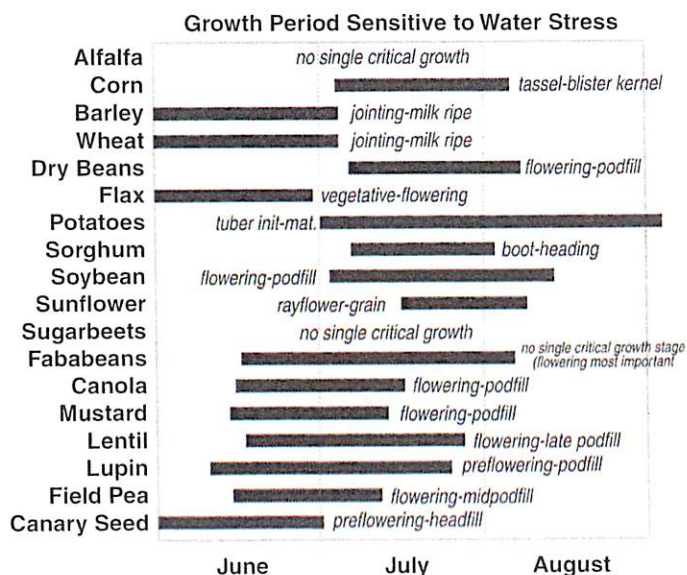 Growth Period Sensitive to Water Stress
Alfalfa no single critical growth
Corn tassel-blister kernel
Barley jointing-milk ripe
Wheat jointing-milk ripe
Dry Beans flowering-podfill
Flax vegetative-flowering
Potatoes tuber init-mat.
Sorghum boot-heading
Soybean flowering-podfill
Sunflower rayflower-grain
Sugarbeets no single critical growth
Fababeans no single critical growth stage
(flowering most important
Canola flowering-podfill
Mustard flowering-podfill
Lentil flowering-late podfill
Lupin preflowering-podfill
Field Pea flowering-midpodfill
Canary Seed preflowering-headfill
June July August